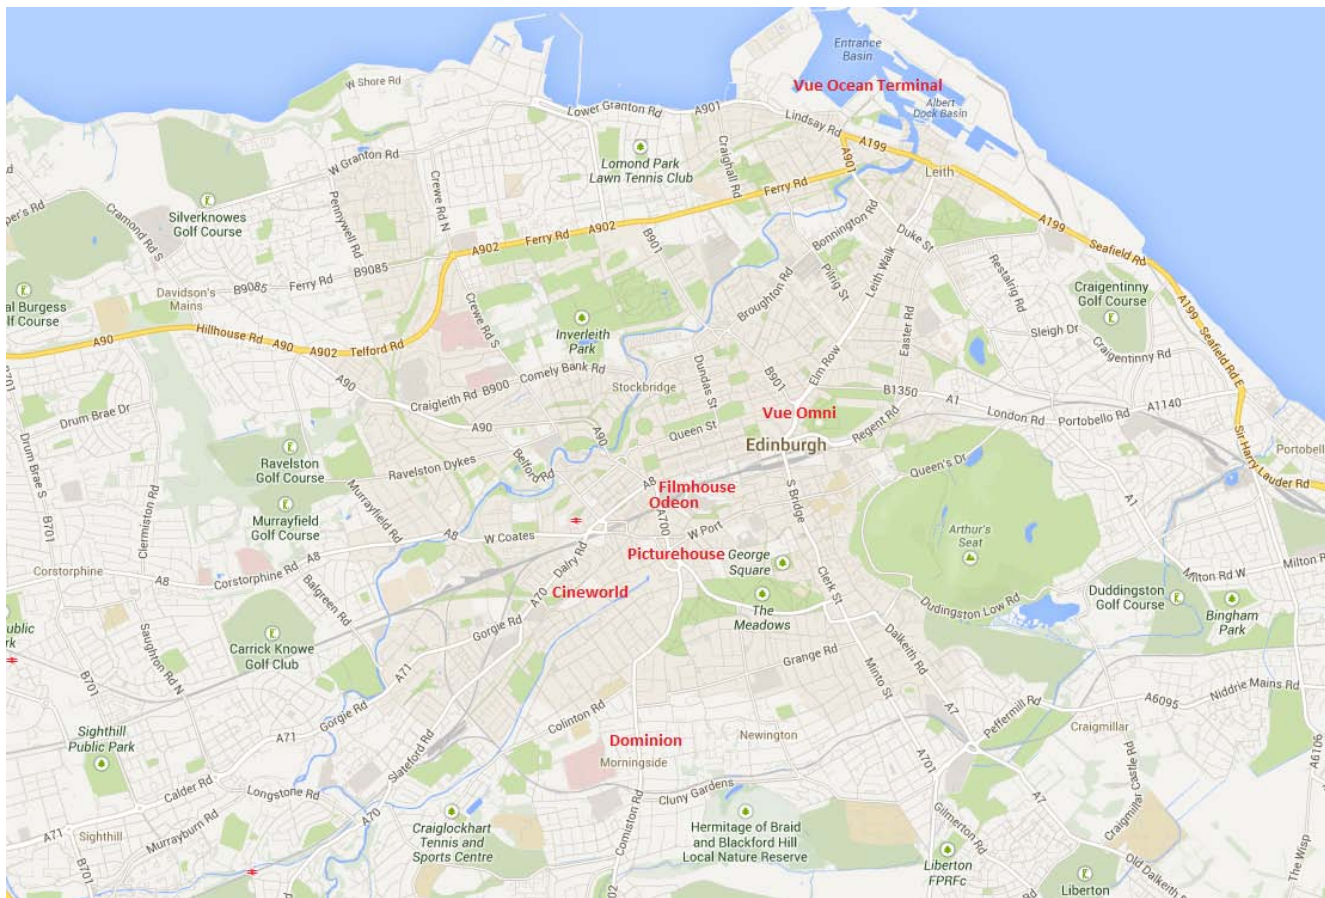 Entrance
Basin
W Shore Rd
Vue Ocean Terminal
Albert
Dock Basin
Lower Granton Rd
A901
Lindsay Rd
A199
W Granton Rd
Lomond Park
Lawn Tennis Club
Craighall Rd
A901
Leith
Crewe Rd N
Pennywell Rd
Ferry Rd
Silverknowes
Golf Course
Cramond Rd S
A902
Ferry Rd
A902
B901
Bonnington Rd
Duke St
A199
Seafield Rd
B9085
Ferry Rd
B9085
Davidson's
Mains
Pilrig St
Leith Walk
Restalrig Rd
Craigentinny
Golf Course
al Burgess
lf Course
Crewe Rd S
Broughton Rd
A199
Seafield Rd E
A90
Hillhouse Rd
A90
A902
Telford Rd
Inverleith
Park
Easter Rd
Sleigh Dr
Craigentinny Rd
B701
A90
Comely Bank Rd
B900
Craigleith Rd
Stockbridge
Dundas St
B901
Elm Row
B1350
A1
London Rd
Portobello Rd
A1140
Drum Brae Dr
Drum Brae S
A90
A90
Queen St
Vue Omni
Edinburgh
Regent Rd
Portobell
Sir Harry Lauder Rd
Ravelston
Golf Course
Ravelston Dykes
Belford Rd
Queen's Dr
Clermiston Rd
Murrayfield Rd
Murrayfield
Golf Course
A8
Filmhouse
Odeon
S Bridge
A1
B701
A8
W Coates
A700
W Port
Arthur's
Seat
Corstorphine
A8
Corstorphine Rd
A8
Dalry Rd
Picturehouse
George
Square
Clerk St
Milton Rd W
Milton R
Balgreen Rd
A70
Cineworld
The
Meadows
Duddingston Low Rd
Duddingston
Golf Course
Bingham
Park
ublic
rk
Saughton Rd N
Carrick Knowe
Golf Club
Gorgie Rd
Dalkeith Rd
B701
A71
Grange Rd
Minto St
A7
Peffermill Rd
A6095
Niddrie Mains Rd
Sighthill
Public Park
Gorgie Rd
A71
Slateford Rd
Colinton Rd
Dominion
Morningside
Newington
Craigmillar
A701
A6106
Calder Rd
Longstone Rd
A70
Cluny Gardens
Craigmillar Castle Rd
A7
A71
Sighthill
Murrayburn Rd
Craiglockhart
Tennis and
Sports Centre
Comiston Rd
Hermitage of Braid
and Blackford Hill
Local Nature Reserve
Gilmerton Rd
Liberton
FPRFc
Old Dalkeith R
The Wisp
B701
A70
02
Liberton